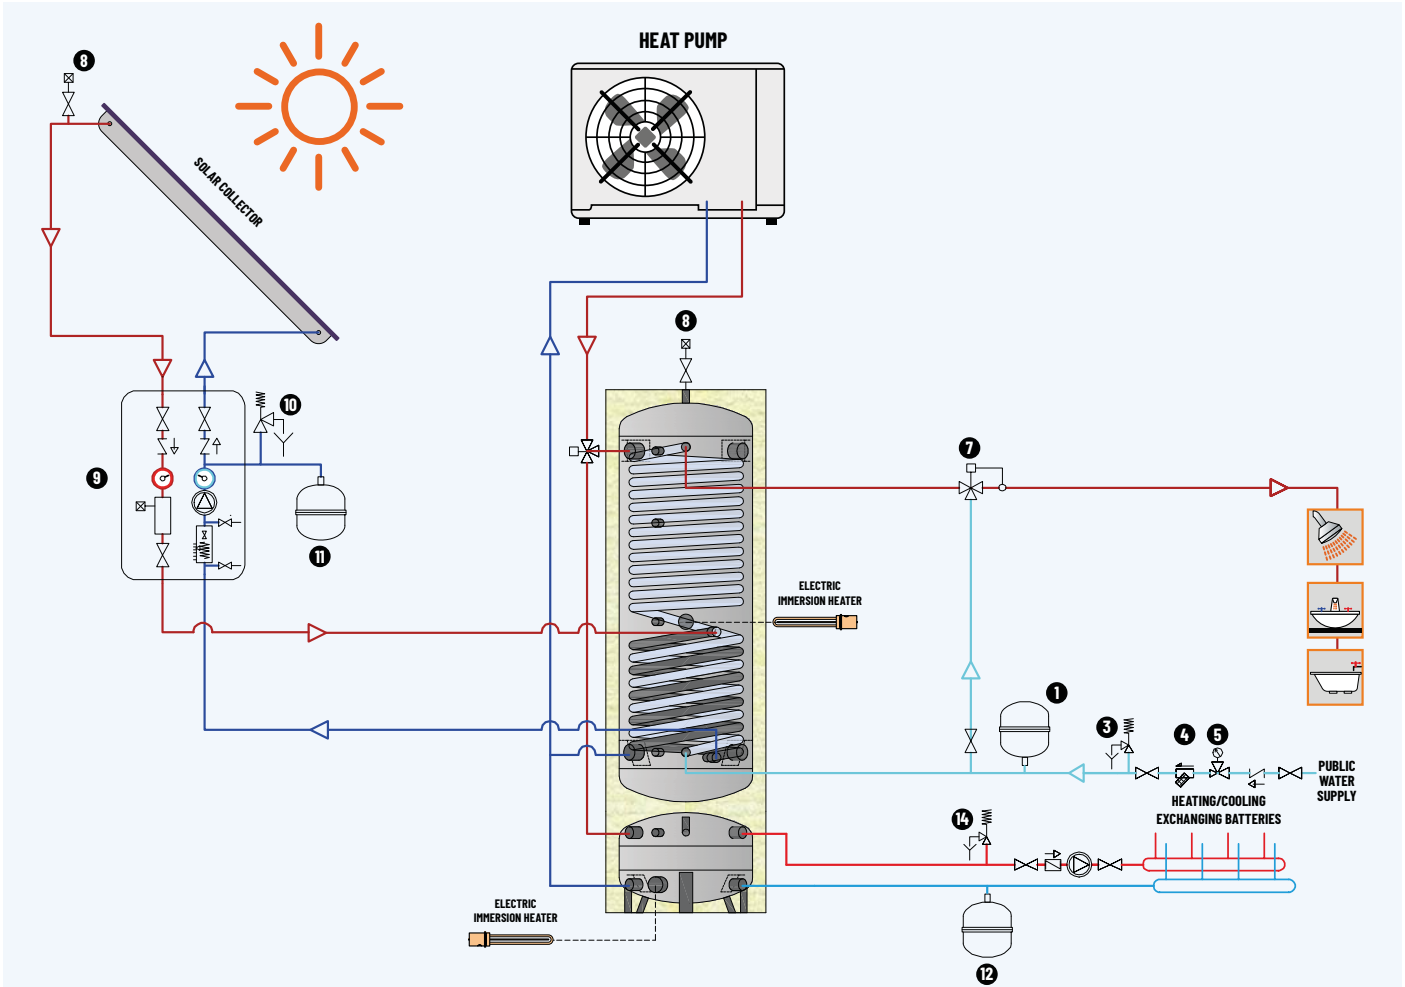 HEAT PUMP
8
SOLAR COLLECTOR
8
10
9
11
7
ELECTRIC
IMMERSION HEATER
1
3
4
5
PUBLIC
WATER
SUPPLY
HEATING/COOLING
EXCHANGING BATTERIES
14
ELECTRIC
IMMERSION HEATER
12